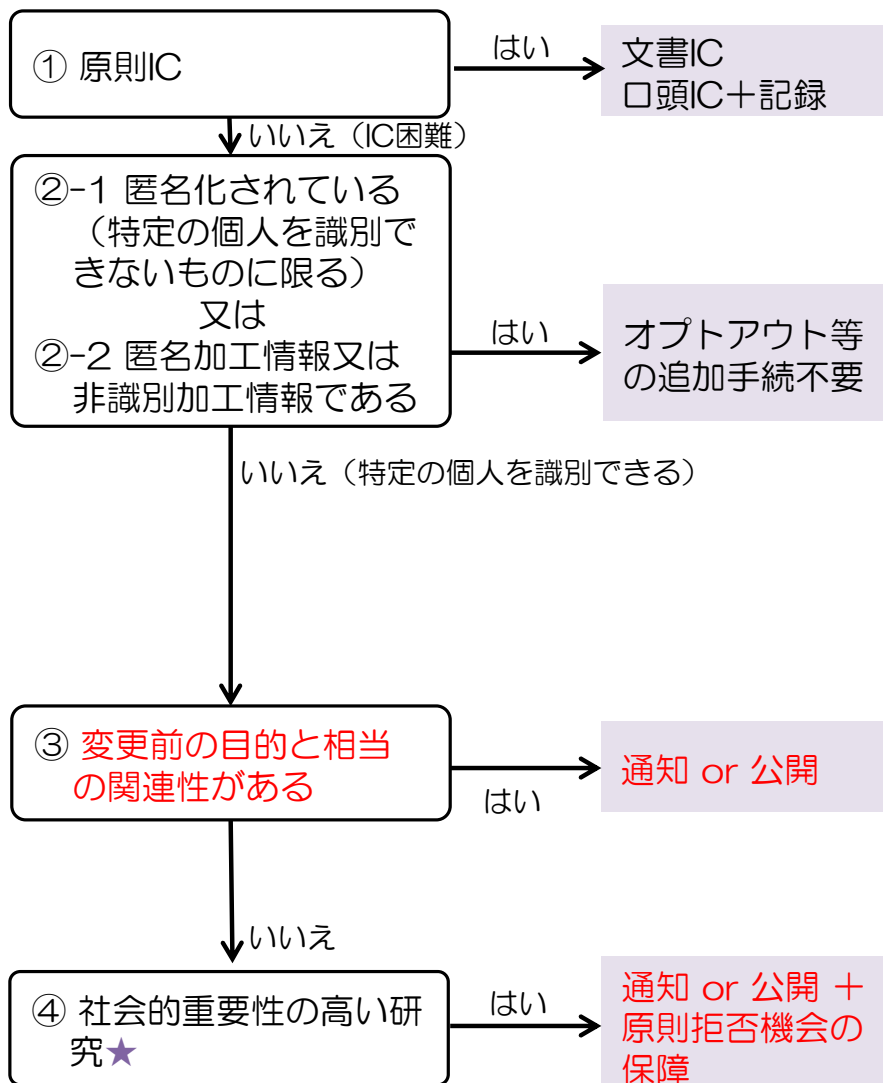 ① 原則IC
はい
文書IC
口頭IC＋記録
いいえ（IC困難）
②-1 匿名化されている
（特定の個人を識別で
きないものに限る）
又は
②-2 匿名加工情報又は
非識別加工情報である
はい
オプトアウト等
の追加手続不要
いいえ（特定の個人を識別できる）
③ 変更前の目的と相当
の関連性がある
はい
通知 or 公開
いいえ
④ 社会的重要性の高い研
究★
はい
通知 or 公開 ＋
原則拒否機会の
保障